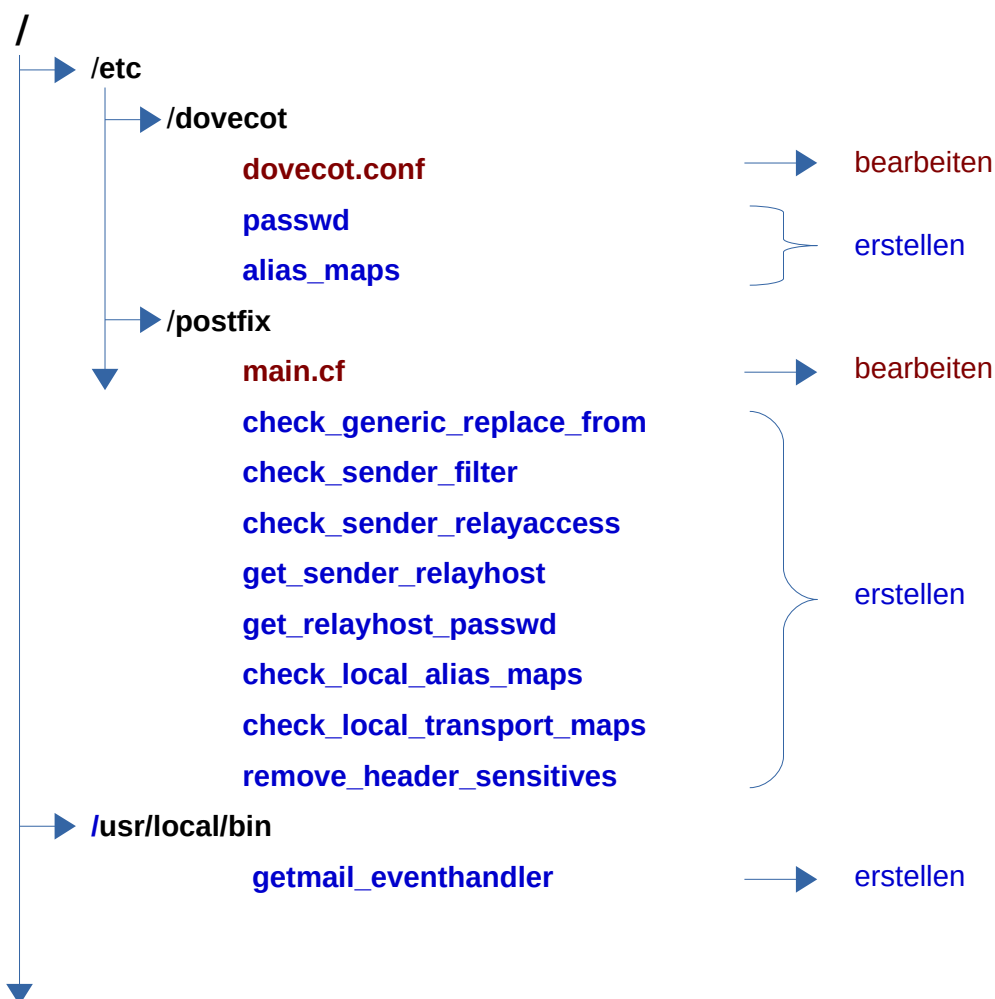 /
/etc
/dovecot
dovecot.conf bearbeiten
passwd
erstellen
alias_maps
/postfix
main.cf bearbeiten
check_generic_replace_from
check_sender_filter
check_sender_relayaccess
get_sender_relayhost
erstellen
get_relayhost_passwd
check_local_alias_maps
check_local_transport_maps
remove_header_sensitives
/usr/local/bin
getmail_eventhandler erstellen